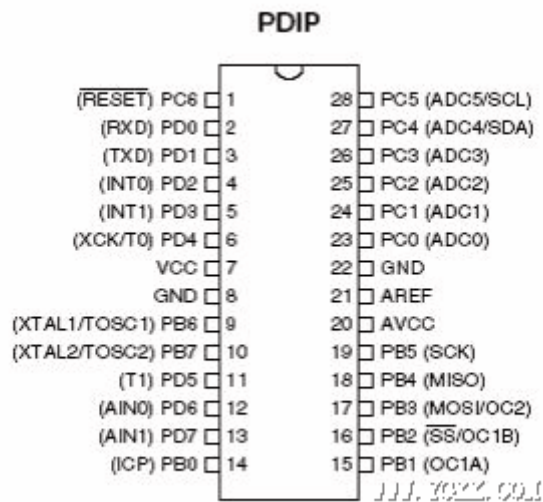 PDIP
(RESET) PC6 1 28 PC5 (ADC5/SCL)
(RXD) PD0 2 27 PC4 (ADC4/SDA)
(TXD) PD1 3 26 PC3 (ADC3)
(INT0) PD2 4 25 PC2 (ADC2)
(INT1) PD3 5 24 PC1 (ADC1)
(XCK/T0) PD4 6 23 PC0 (ADC0)
VCC 7 22 GND
GND 8 21 AREF
(XTAL1/TOSC1) PB6 9 20 AVCC
(XTAL2/TOSC2) PB7 10 19 PB5 (SCK)
(T1) PD5 11 18 PB4 (MISO)
(AIN0) PD6 12 17 PB3 (MOSI/OC2)
(AIN1) PD7 13 16 PB2 (SS/OC1B)
(ICP) PB0 14 15 PB1 (OC1A)